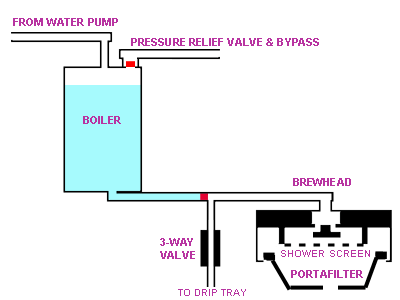 FROM WATER PUMP
PRESSURE RELIEF VALVE & BYPASS
BOILER
BREWHEAD
3-WAY
VALVE
SHOWER SCREEN
PORTAFILTER
TO DRIP TRAY